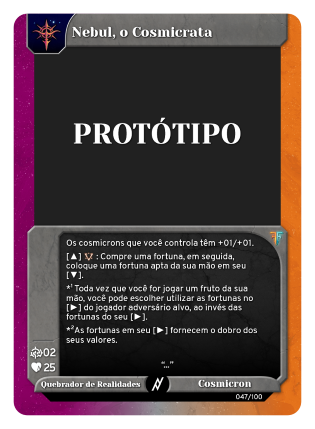 Nebul, o Cosmicrata
PROTÓTIPO
Os cosmicrons que você controla têm +01/+01.
[▲] : Compre uma fortuna, em seguida,
coloque uma fortuna apta da sua mão em seu
[▼].
*¹ Toda vez que você for jogar um fruto da sua
mão, você pode escolher utilizar as fortunas no
[▶] do jogador adversário alvo, ao invés das
fortunas do seu [▶].
*²As fortunas em seu [▶] fornecem o dobro dos
seus valores.
02
25
Quebrador de Realidades
Cosmicron
047/100